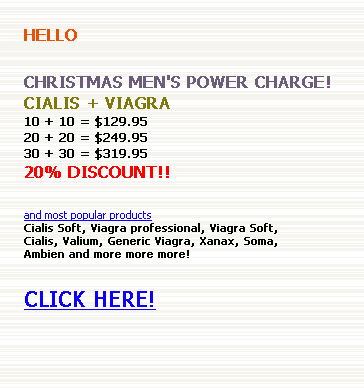 HELLO
CHRISTMAS MEN'S POWER CHARGE!
CIALIS + VIAGRA
10 + 10 = $129.95
20 + 20 = $249.95
30 + 30 = $319.95
20% DISCOUNT!!
and most popular products
Cialis Soft, Viagra professional, Viagra Soft,
Cialis, Valium, Generic Viagra, Xanax, Soma,
Ambien and more more more!
CLICK HERE!